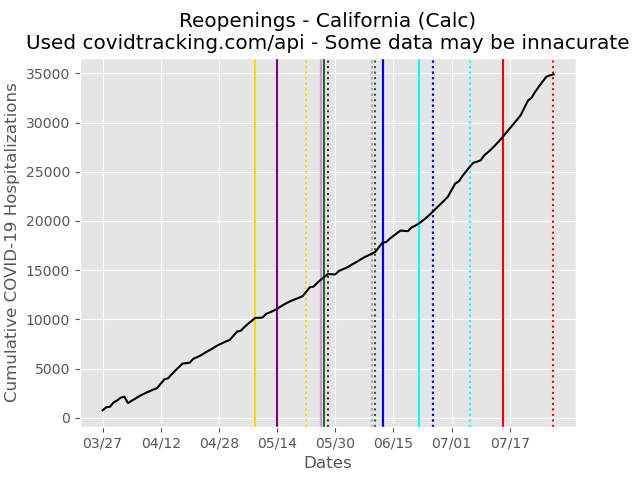 Reopenings - California (Calc)
Used covidtracking.com/api - Some data may be innacurate
Cumulative COVID-19 Hospitalizations
35000
30000
25000
20000
15000
10000
5000
0
03/27 04/12 04/28 05/14 05/30 06/15 07/01 07/17
Dates